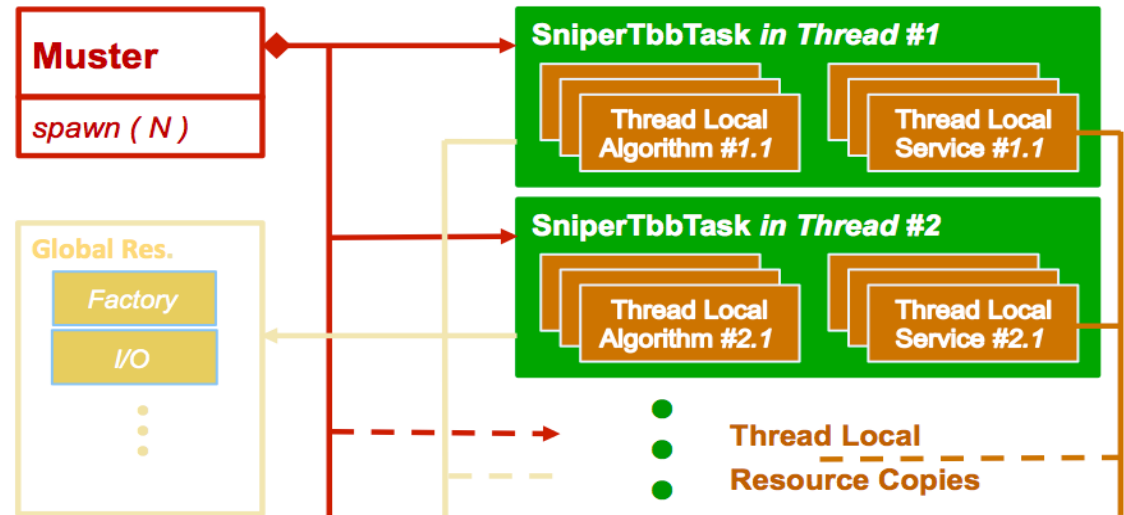 Muster
spawn ( N )
Global Res.
Factory
I/O
SniperTbbTask in Thread #1
Thread Local
Algorithm #1.1
Thread Local
Service #1.1
SniperTbbTask in Thread #2
Thread Local
Algorithm #2.1
Thread Local
Service #2.1
Thread Local
Resource Copies